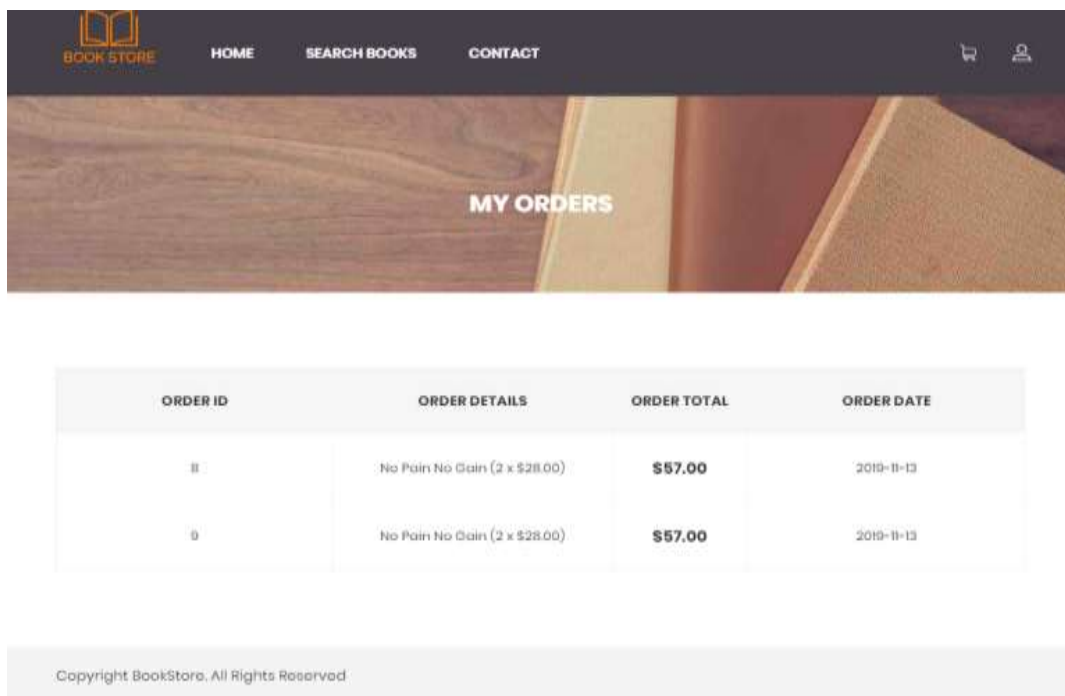 BOOK STORE
HOME SEARCH BOOKS CONTACT
MY ORDERS
ORDER ID ORDER DETAILS ORDER TOTAL ORDER DATE
11 No Pain No Gain (2 x $28.00) $57.00 2019-11-13
9 No Pain No Gain (2 x $28.00) $57.00 2019-11-13
Copyright BookStore. All Rights Reserved